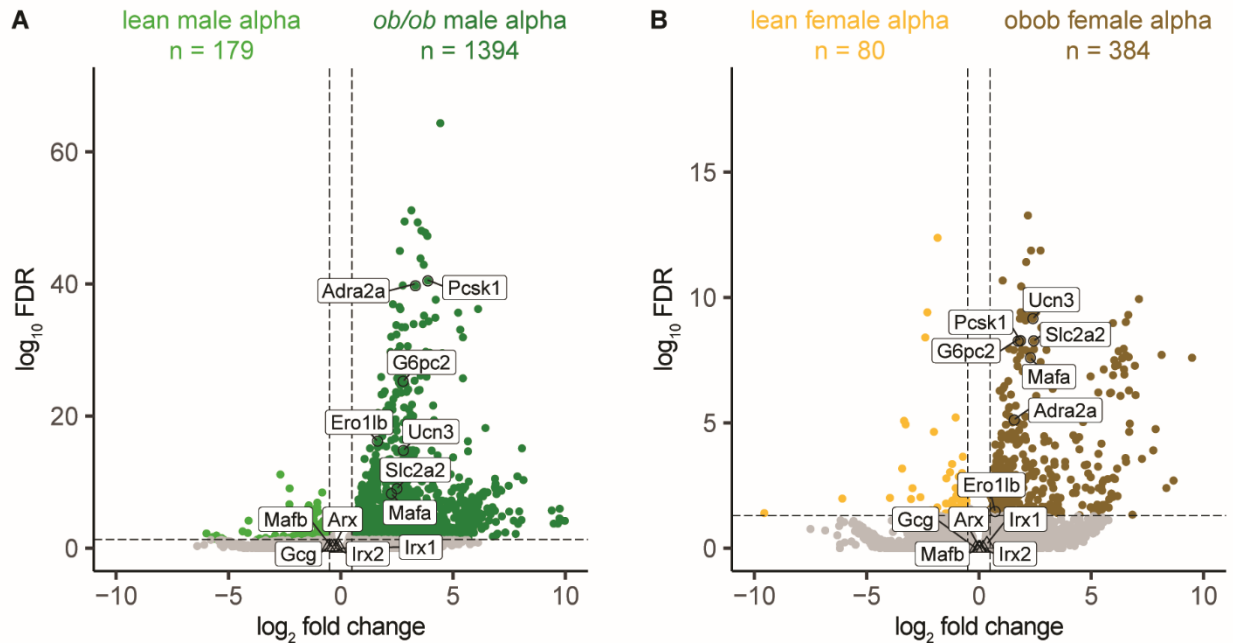 A
lean male alpha
n = 179
ob/ob male alpha
n = 1394
log10 FDR
60
40
20
0
Adra2a
Pcsk1
G6pc2
Ero1lb
Ucn3
Slc2a2
Mafa
Mafb
Arx
Gcg
Irx2
Irx1
−10
−5
0
5
10
log2 fold change
B
lean female alpha
n = 80
obob female alpha
n = 384
log10 FDR
15
10
5
0
Ucn3
Pcsk1
Slc2a2
G6pc2
Mafa
Adra2a
Ero1lb
Gcg
Arx
Irx1
Mafb
Irx2
−10
−5
0
5
10
log2 fold change